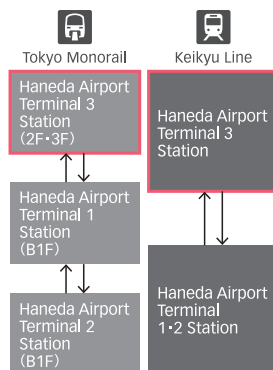 Tokyo Monorail
Haneda Airport
Terminal 3
Station
(2F･3F)
Haneda Airport
Terminal 1
Station
(B1F)
Haneda Airport
Terminal 2
Station
(B1F)
Keikyu Line
Haneda Airport
Terminal 3
Station
Haneda Airport
Terminal
1･2 Station